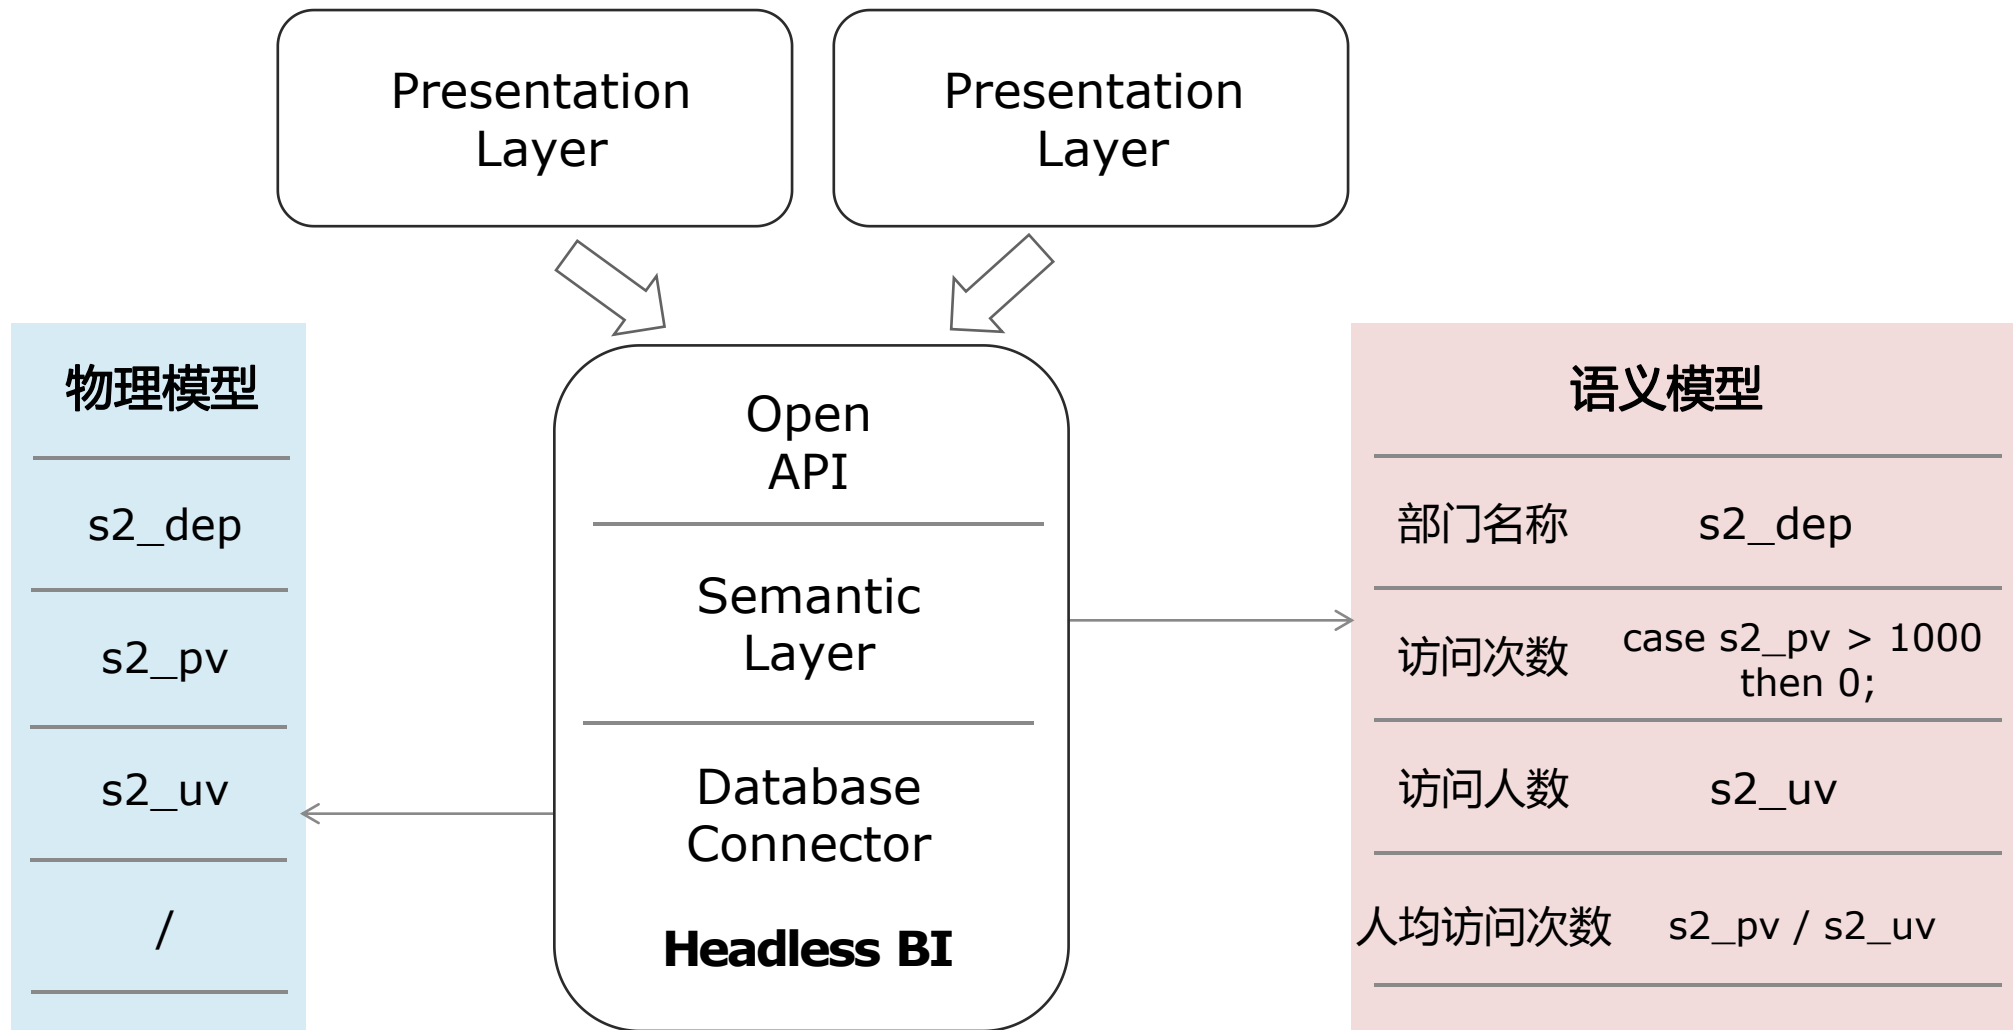 Presentation
Layer
Presentation
Layer
物理模型
s2_dep
s2_pv
s2_uv
/
Open
API
Semantic
Layer
Database
Connector
Headless BI
语义模型
部门名称 s2_dep
访问次数 case s2_pv > 1000
then 0;
访问人数 s2_uv
人均访问次数 s2_pv / s2_uv